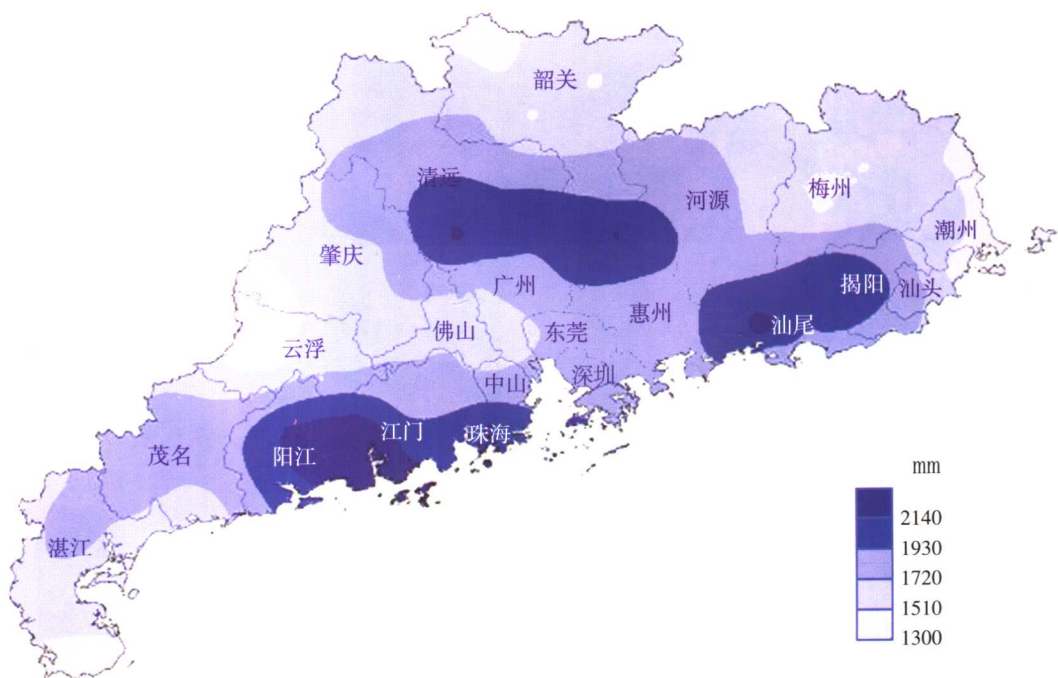 韶关
清远
河源
梅州
潮州
肇庆
广州
揭阳
汕头
惠州
汕尾
佛山
东莞
云浮
深圳
中山
江门
珠海
阳江
茂名
湛江
mm
2140
1930
1720
1510
1300